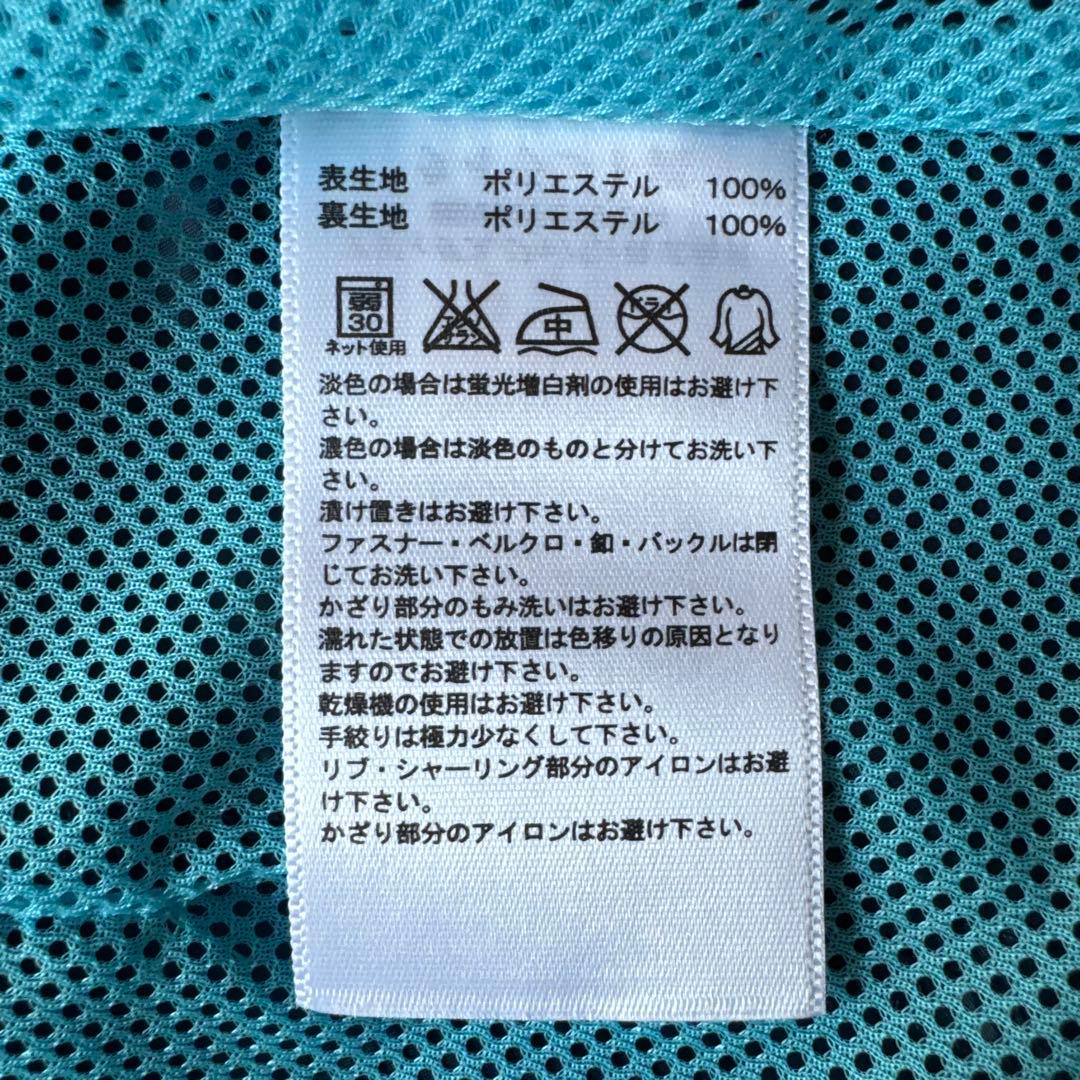 表生地 ポリエステル 100%
裏生地 ポリエステル 100%
弱
30
ネット使用
エンソ
サラシ
中
ドライ
淡色の場合は蛍光増白剤の使用はお避け下
さい。
濃色の場合は淡色のものと分けてお洗い下
さい。
漬け置きはお避け下さい。
ファスナー・ベルクロ・釦・バックルは閉
じてお洗い下さい。
かざり部分のもみ洗いはお避け下さい。
濡れた状態での放置は色移りの原因となり
ますのでお避け下さい。
乾燥機の使用はお避け下さい。
手絞りは極力少なくして下さい。
リブ・シャーリング部分のアイロンはお避
け下さい。
かざり部分のアイロンはお避け下さい。